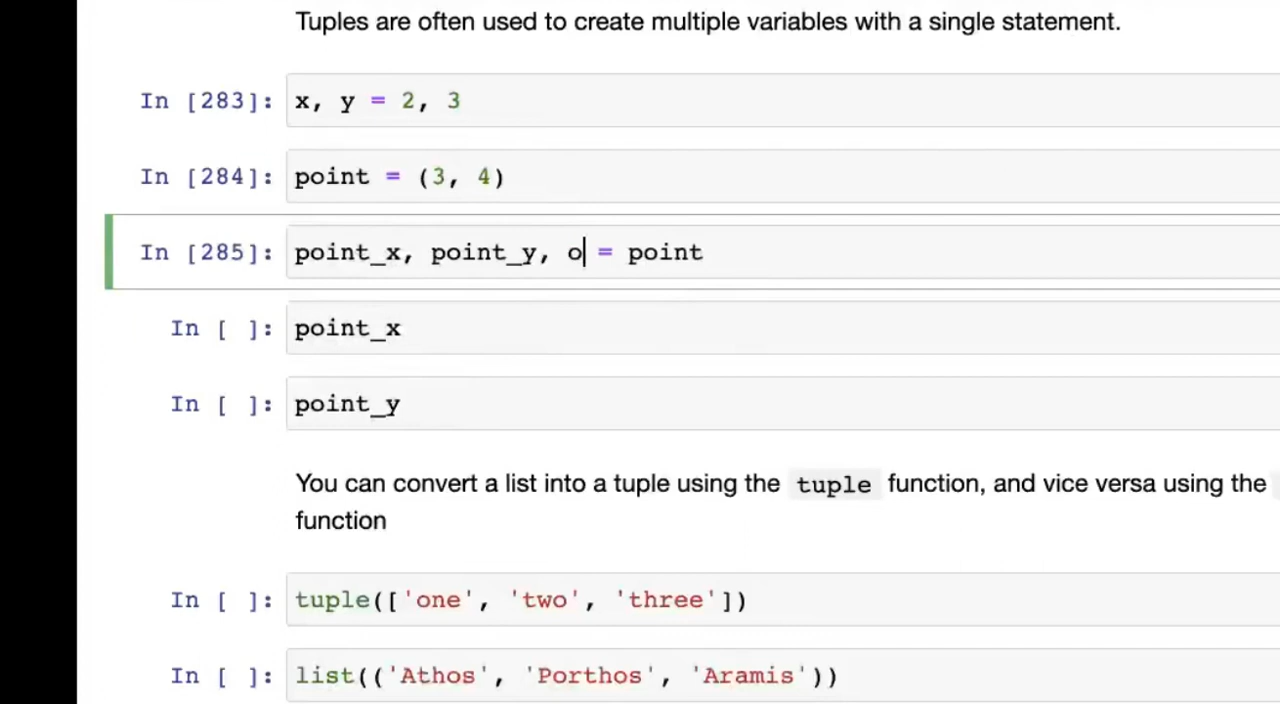 Tuples are often used to create multiple variables with a single statement.
In [283]: x, y = 2, 3
In [284]: point = (3, 4)
In [285]: point_x, point_y, o = point
In [ ]: point_x
In [ ]: point_y
You can convert a list into a tuple using the tuple function, and vice versa using the
function
In [ ]: tuple(['one', 'two', 'three'])
In [ ]: list(('Athos', 'Porthos', 'Aramis'))